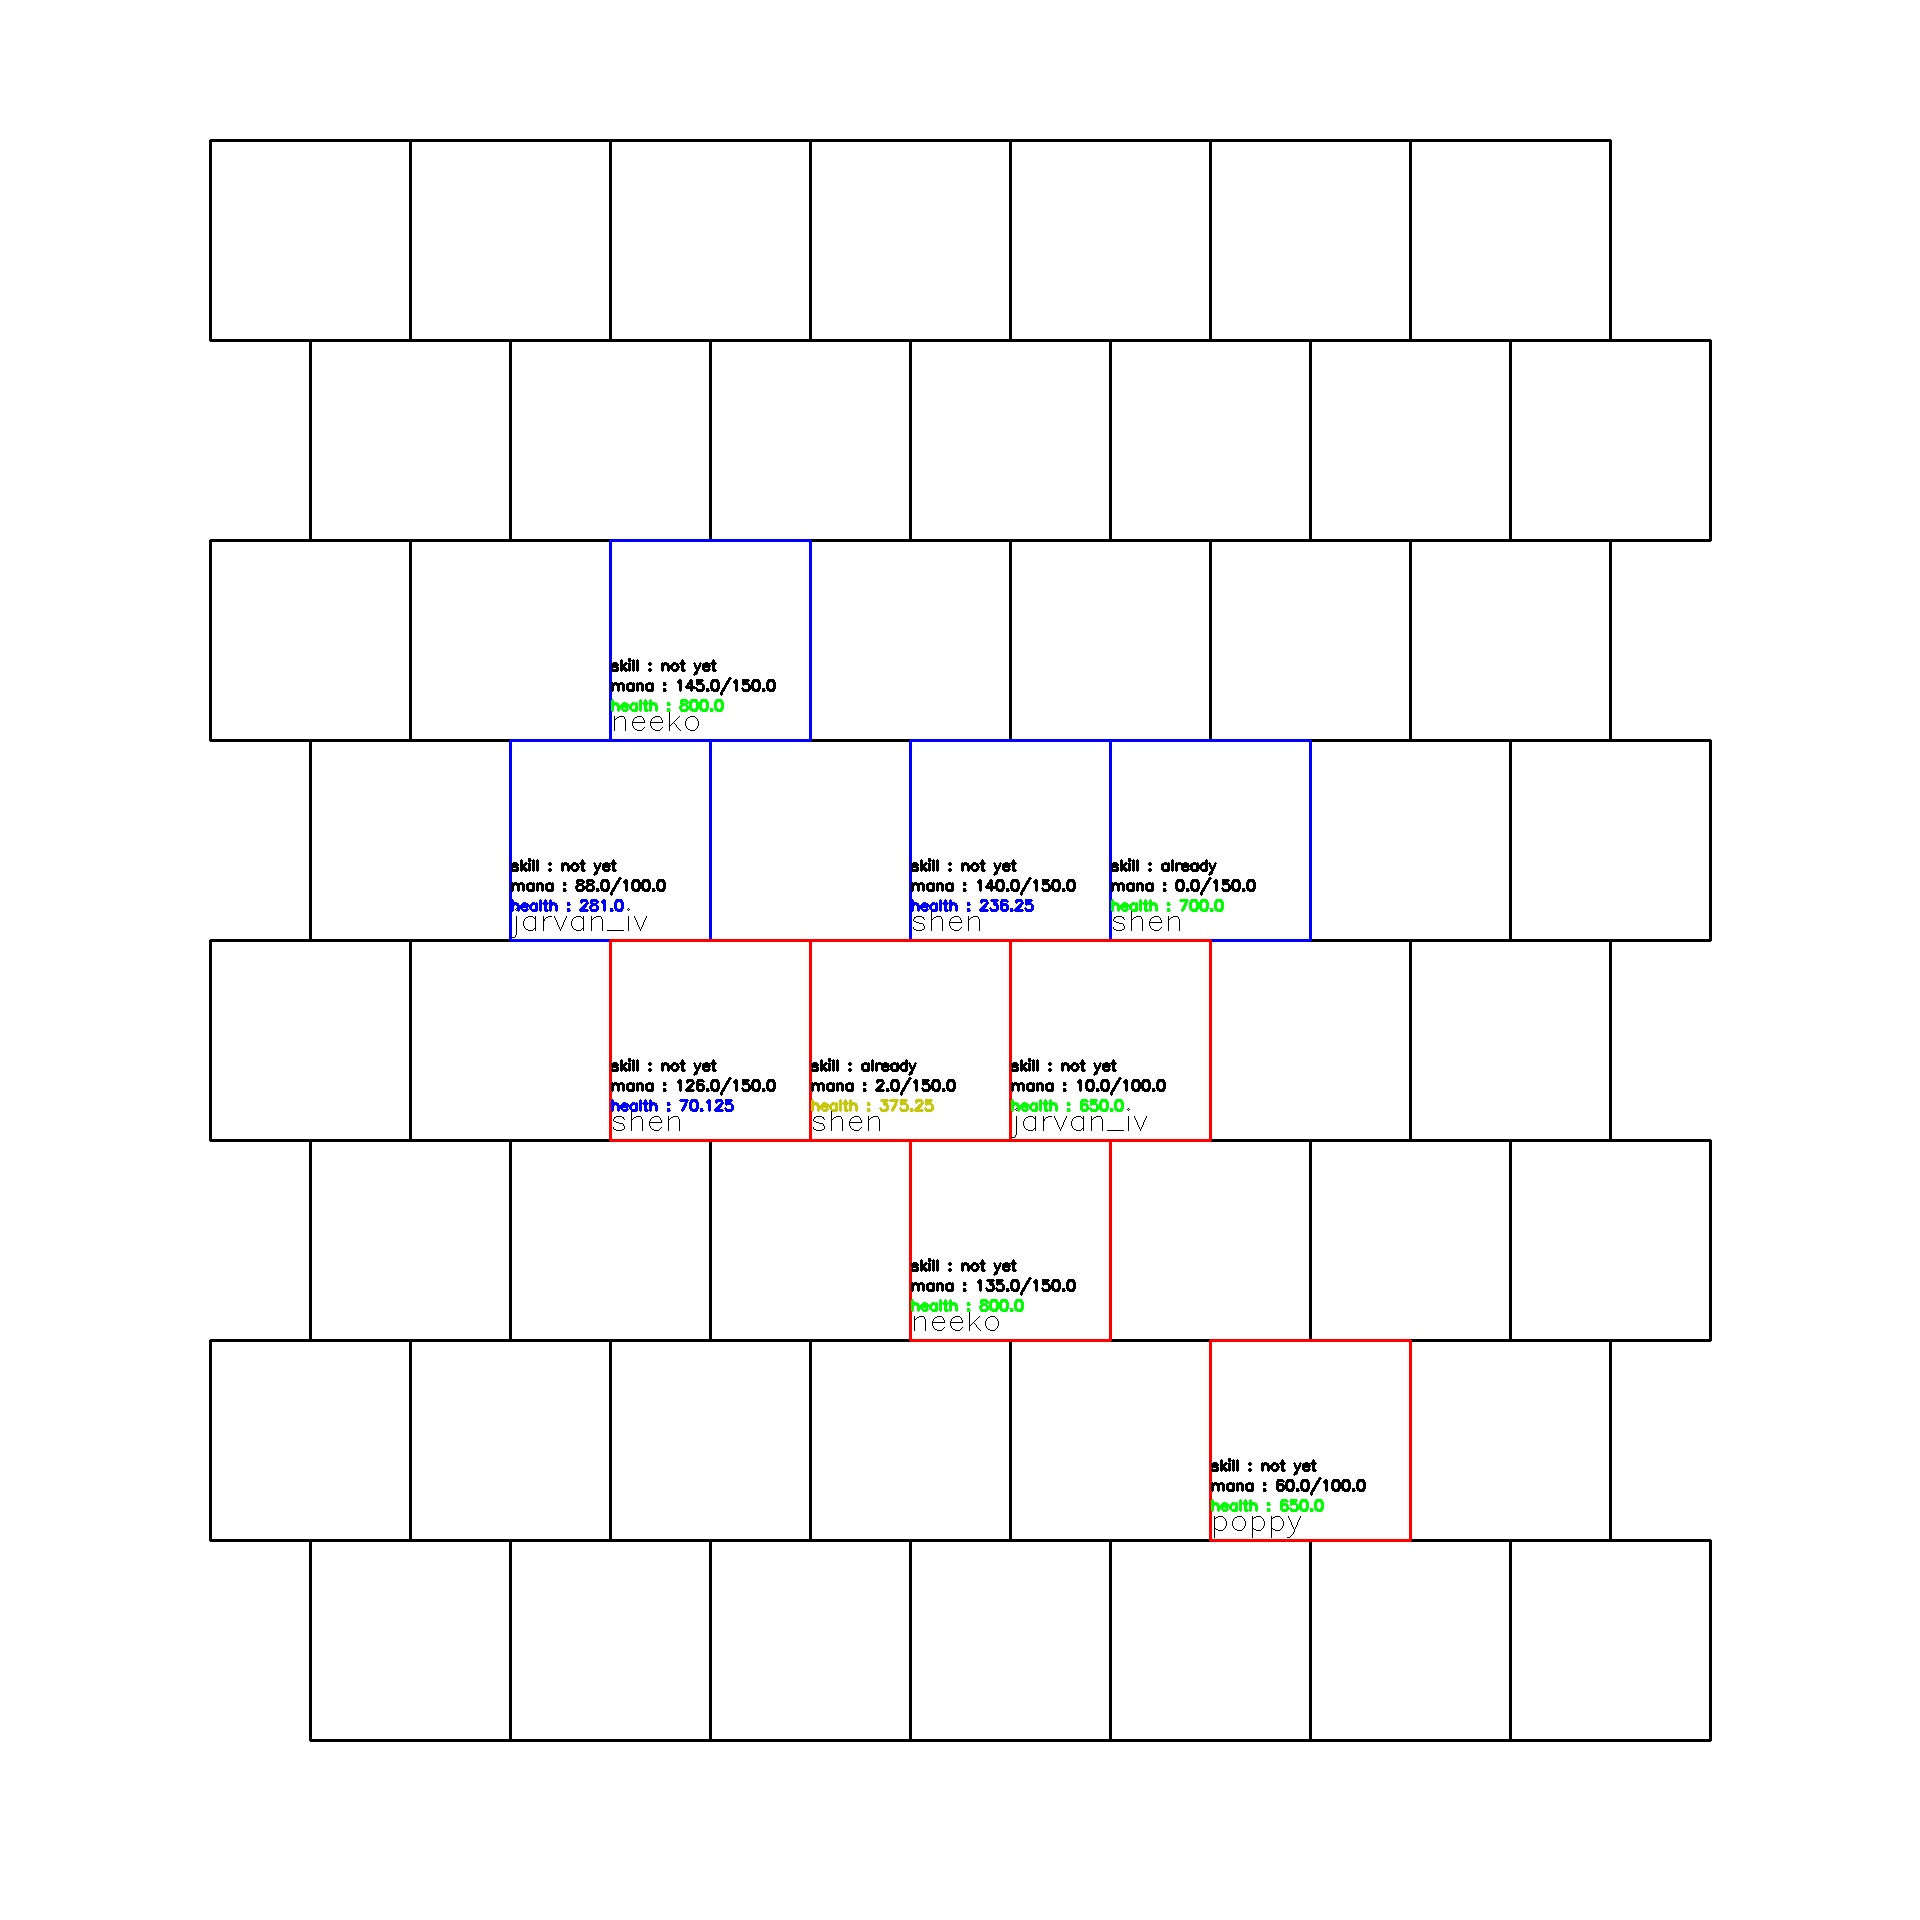 skill : not yet
mana : 145.0/150.0
health : 800.0
neeko
skill : not yet
mana : 88.0/100.0
health : 281.0
jarvan_iv
skill : not yet
mana : 140.0/150.0
health : 236.25
shen
skill : already
mana : 0.0/150.0
health : 700.0
shen
skill : not yet
mana : 126.0/150.0
health : 70.125
shen
skill : already
mana : 2.0/150.0
health : 375.25
shen
skill : not yet
mana : 10.0/100.0
health : 650.0
jarvan_iv
skill : not yet
mana : 135.0/150.0
health : 800.0
neeko
skill : not yet
mana : 60.0/100.0
health : 650.0
poppy